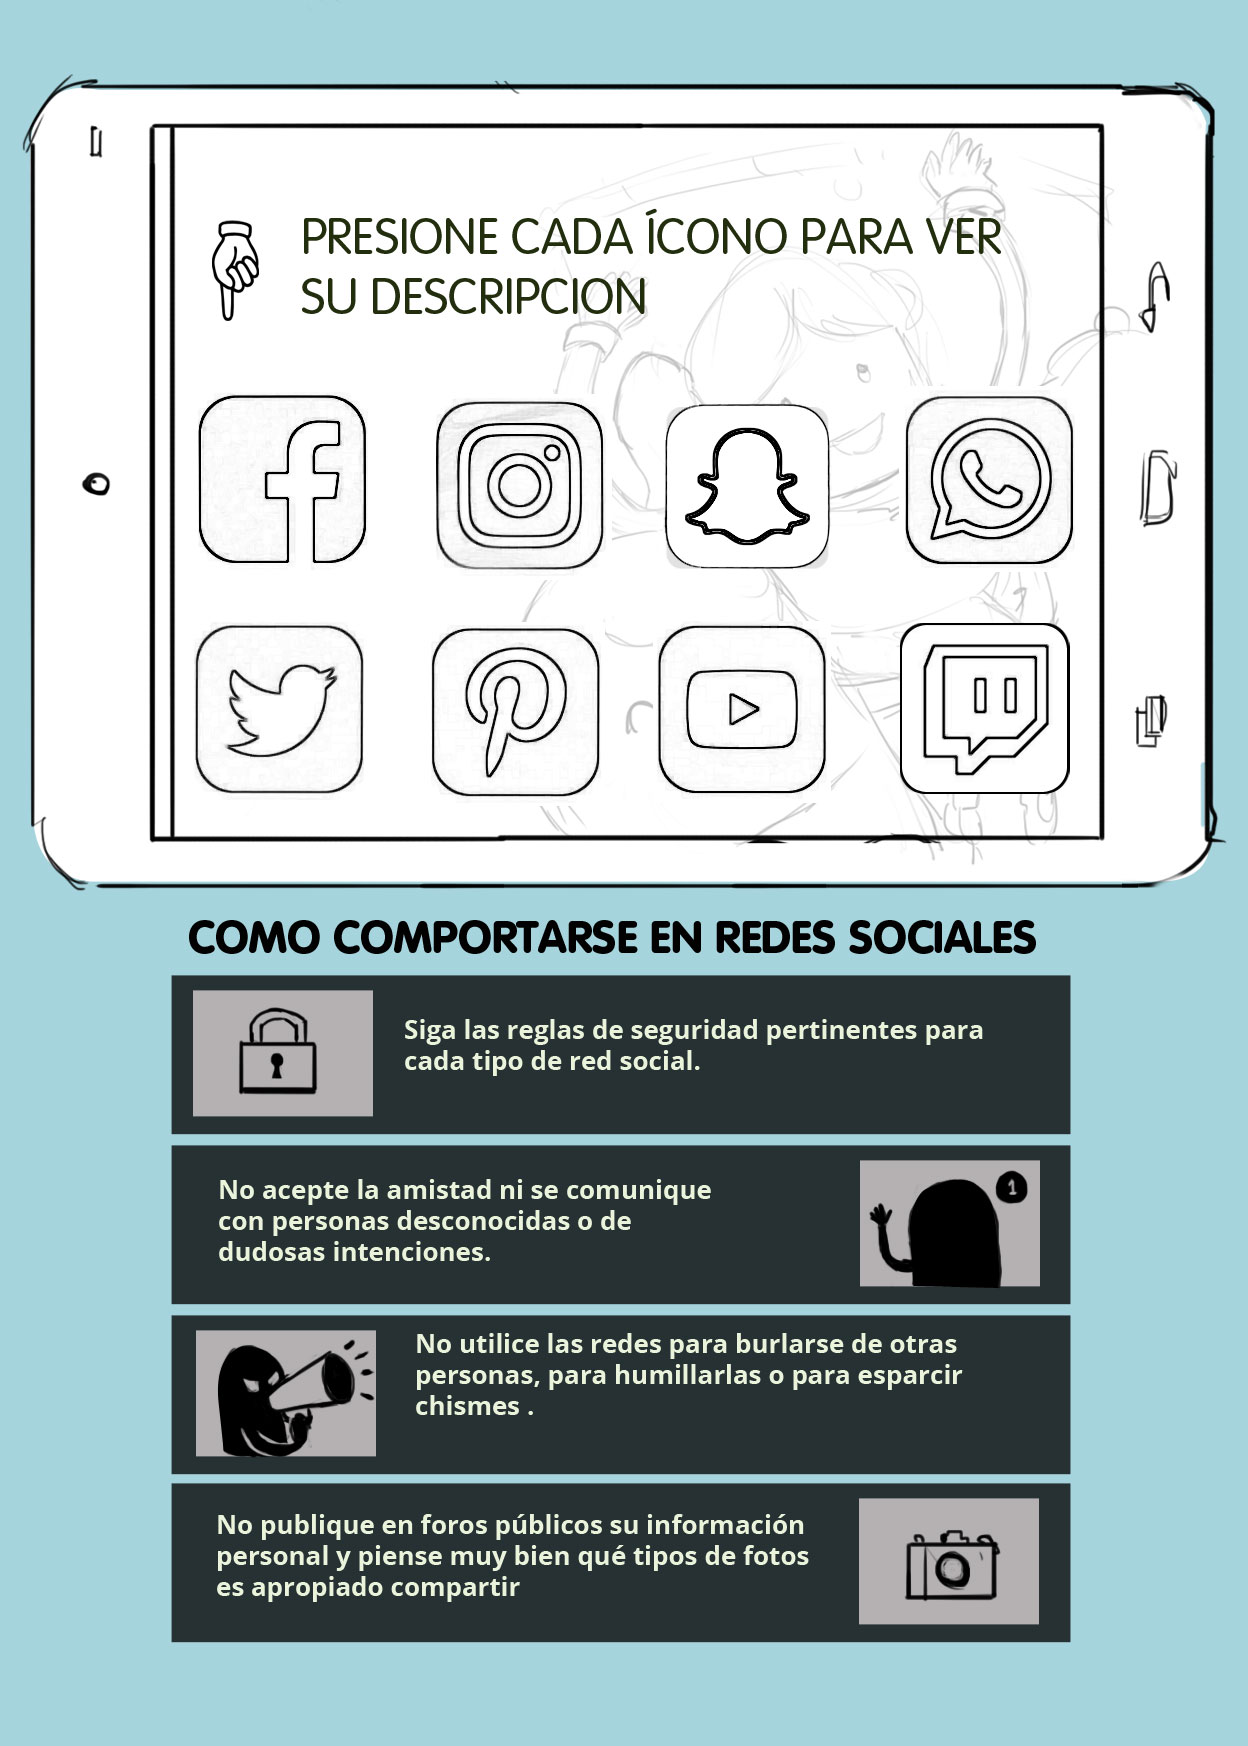 PRESIONE CADA ÍCONO PARA VER
SU DESCRIPCION
COMO COMPORTARSE EN REDES SOCIALES
Siga las reglas de seguridad pertinentes para
cada tipo de red social.
No acepte la amistad ni se comunique
con personas desconocidas o de
dudosas intenciones.
1
No utilice las redes para burlarse de otras
personas, para humillarlas o para esparcir
chismes .
No publique en foros públicos su información
personal y piense muy bien qué tipos de fotos
es apropiado compartir